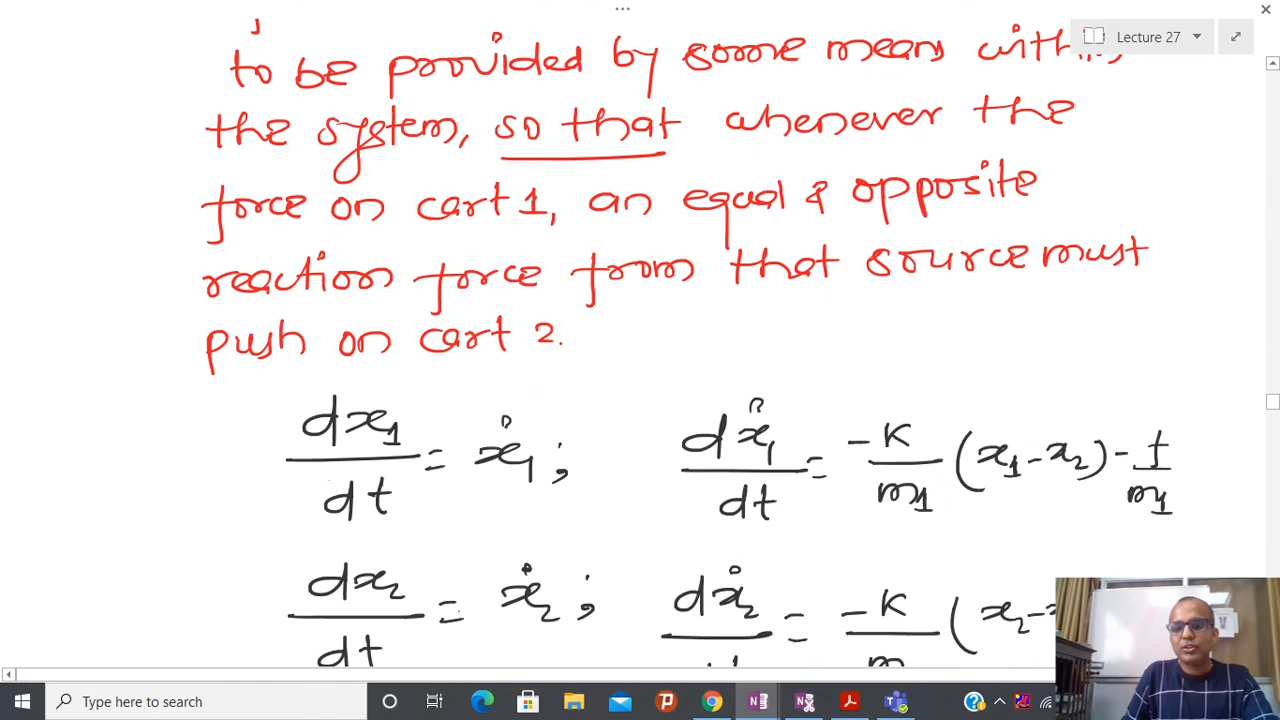 ...
Lecture 27
to be provided by some means within
the system, so that whenever the
force on cart 1, an equal & opposite
reaction force from that source must
push on cart 2.
dx₁/dt = ẋ₁; dẋ₁/dt = -K/m₁ (x₁-x₂) - f/m₁
dx₂/dt = ẋ₂; dẋ₂ = -K/m (x₂-x
Type here to search